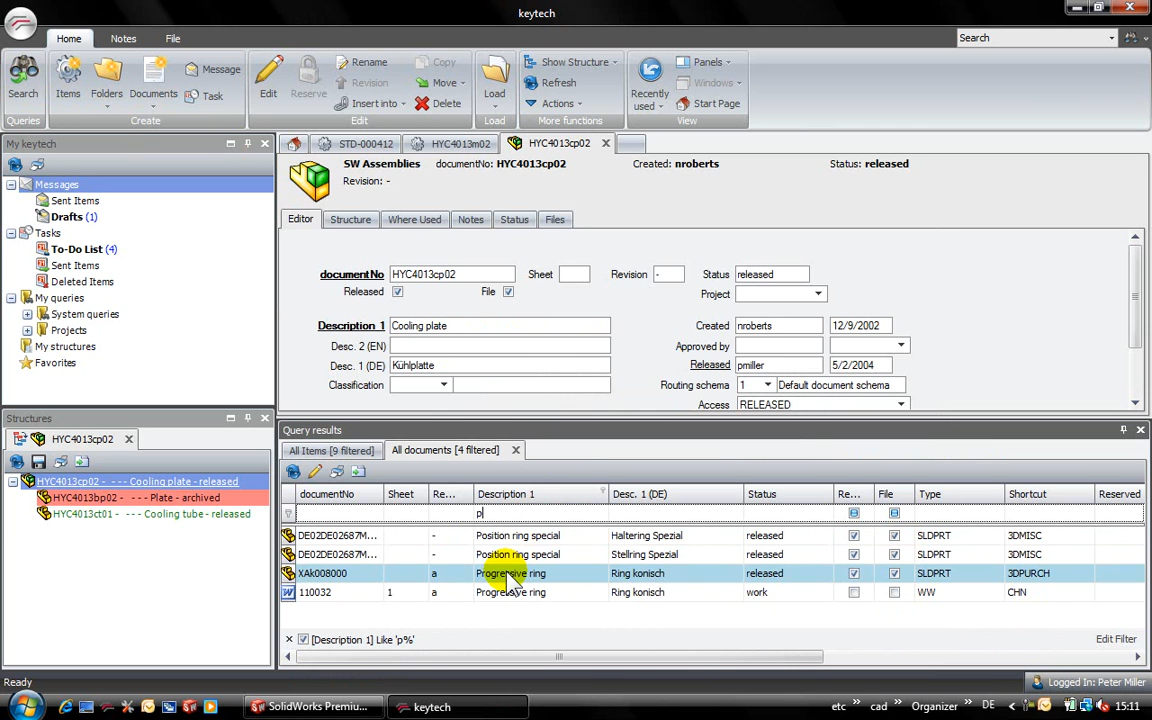 keytech
Home Notes File
Search
Search
Queries
Items
Folders
Documents
Message
Task
Create
Edit
Reserve
Rename
Revision
Insert into
Copy
Move
Delete
Edit
Load
Load
Show Structure
Refresh
Actions
More functions
Recently used
Panels
Windows
Start Page
View
My keytech
Messages
Sent Items
Drafts (1)
Tasks
To-Do List (4)
Sent Items
Deleted Items
My queries
System queries
Projects
My structures
Favorites
Structures
HYC4013cp02
HYC4013cp02 - --- Cooling plate - released
HYC4013bp02 - --- Plate - archived
HYC4013ct01 - --- Cooling tube - released
STD-000412 HYC4013m02 HYC4013cp02
SW Assemblies documentNo: HYC4013cp02 Created: nroberts Status: released
Revision: -
Editor Structure Where Used Notes Status Files
documentNo HYC4013cp02 Sheet Revision - Status released
Released File Project
Description 1 Cooling plate Created nroberts 12/9/2002
Desc. 2 (EN) Approved by
Desc. 1 (DE) Kühlplatte Released pmiller 5/2/2004
Classification Routing schema 1 Default document schema
Access RELEASED
Query results
All Items [9 filtered] All documents [4 filtered]
documentNo Sheet Re... Description 1 Desc. 1 (DE) Status Re... File Type Shortcut Reserved
p
DE02DE02687M... - Position ring special Haltering Spezial released SLDPRT 3DMISC
DE02DE02687M... - Position ring special Stellring Spezial released SLDPRT 3DMISC
XAk008000 a Progressive ring Ring konisch released SLDPRT 3DPURCH
110032 1 a Progressive ring Ring konisch work WW CHN
[Description 1] Like 'p%' Edit Filter
Ready Logged In: Peter Miller
SolidWorks Premiu... keytech etc » cad » Organizer » DE 15:11